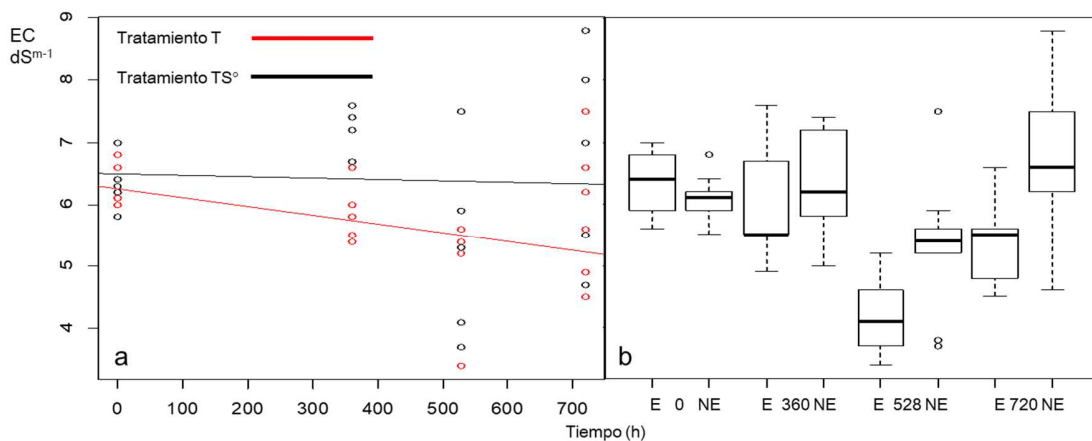 EC
dS^m-1
9
8
7
6
5
4
Tratamiento T
Tratamiento TS°
a
b
0 100 200 300 400 500 600 700
E 0 NE E 360 NE E 528 NE E 720 NE
Tiempo (h)